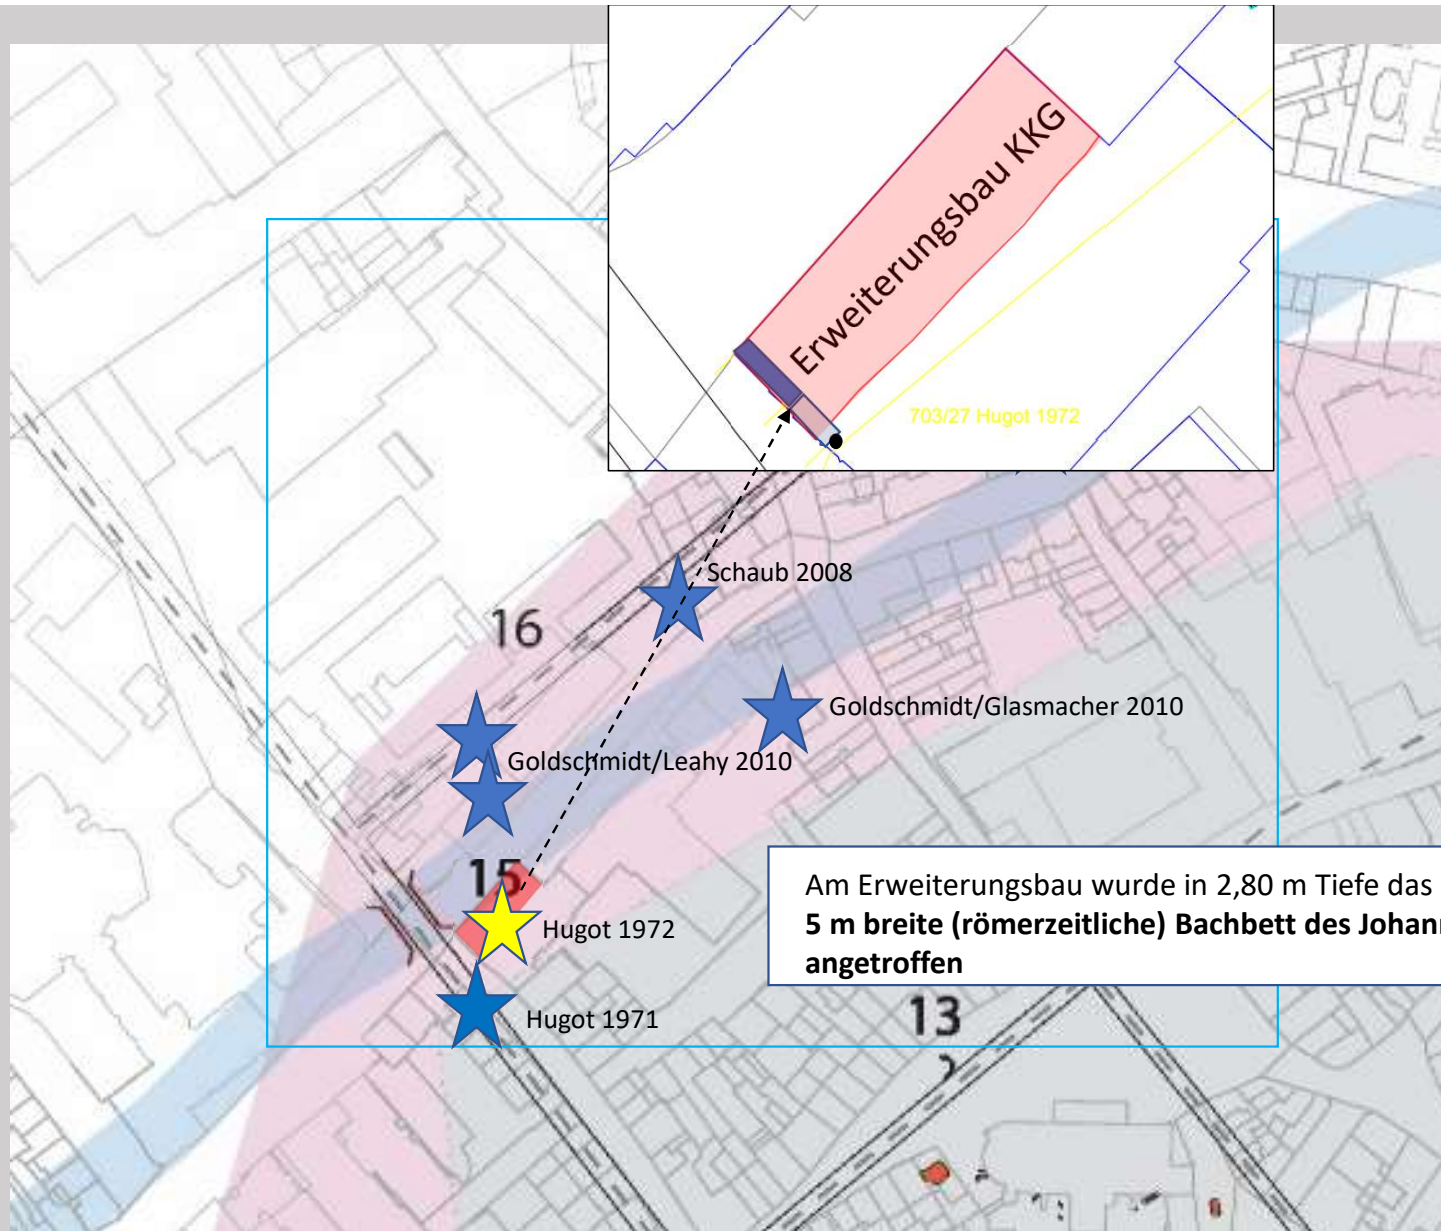 Erweiterungsbau KKG
703/27 Hugot 1972
Schaub 2008
16
Goldschmidt/Glasmacher 2010
Goldschmidt/Leahy 2010
15
Hugot 1972
Am Erweiterungsbau wurde in 2,80 m Tiefe das
5 m breite (römerzeitliche) Bachbett des Johann
angetroffen
Hugot 1971
13